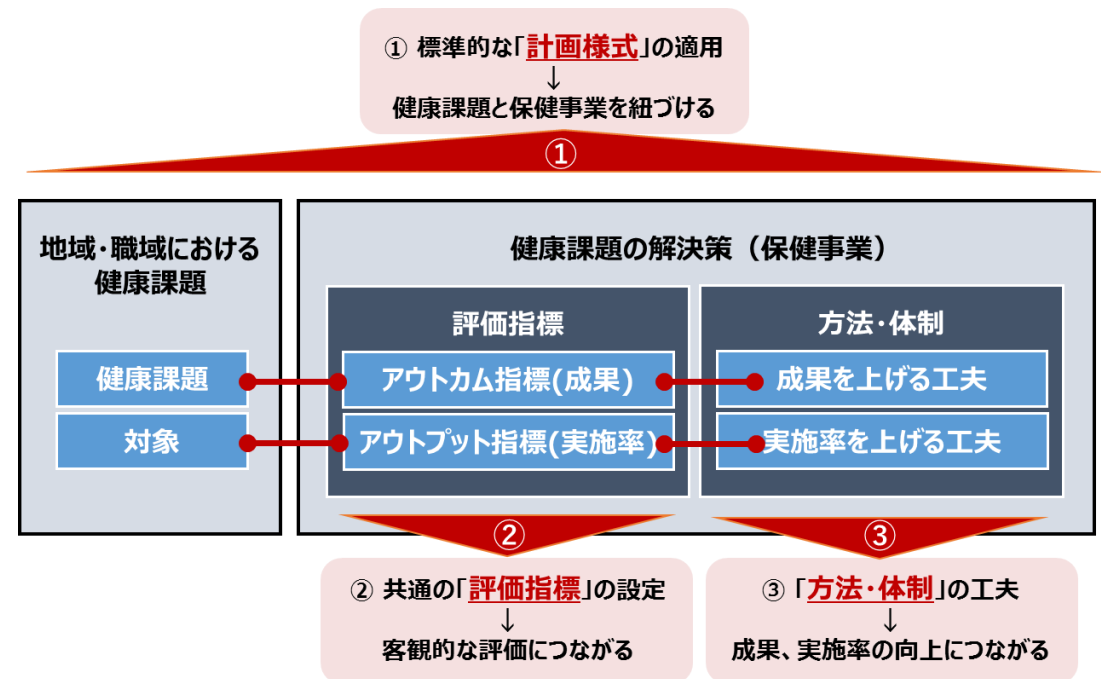 ① 標準的な「計画様式」の適用
↓
健康課題と保健事業を紐づける
①
地域・職域における
健康課題
健康課題
対象
健康課題の解決策（保健事業）
評価指標
アウトカム指標(成果)
アウトプット指標(実施率)
方法・体制
成果を上げる工夫
実施率を上げる工夫
②
③
② 共通の「評価指標」の設定
↓
客観的な評価につながる
③「方法・体制」の工夫
↓
成果、実施率の向上につながる